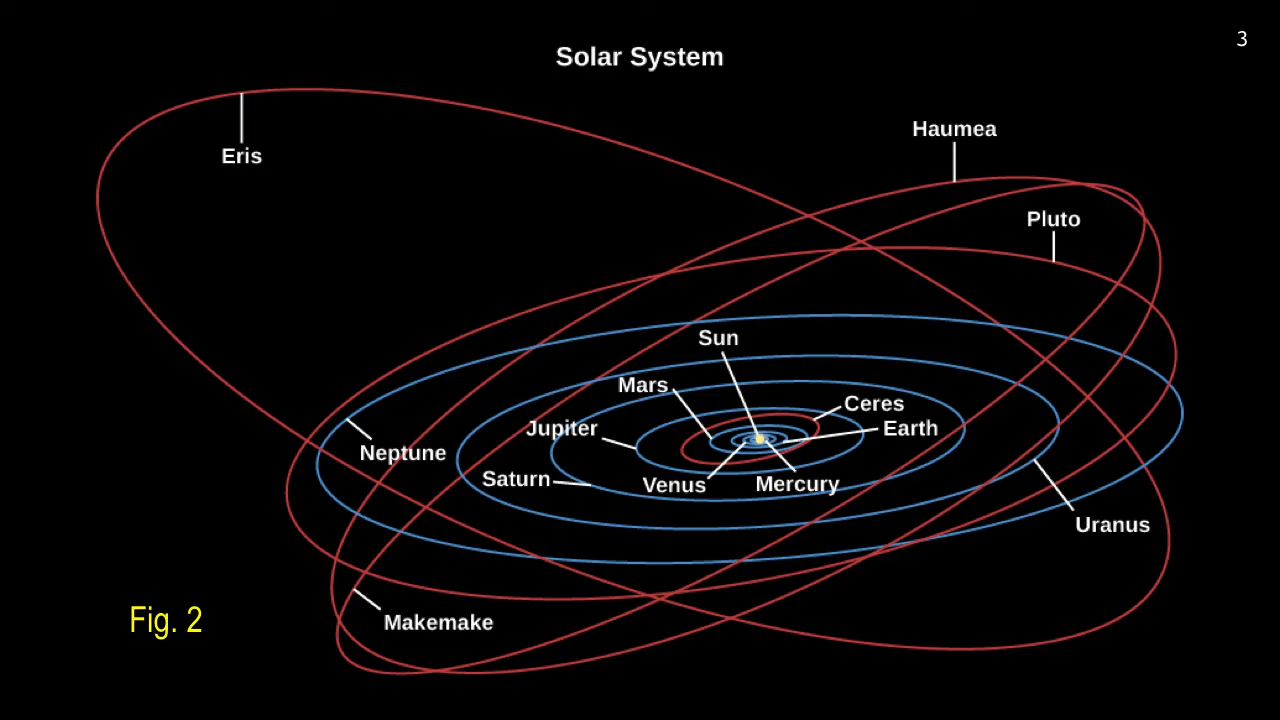 3
Solar System
Haumea
Eris
Pluto
Sun
Mars
Ceres
Jupiter
Earth
Neptune
Saturn
Venus
Mercury
Uranus
Fig. 2
Makemake